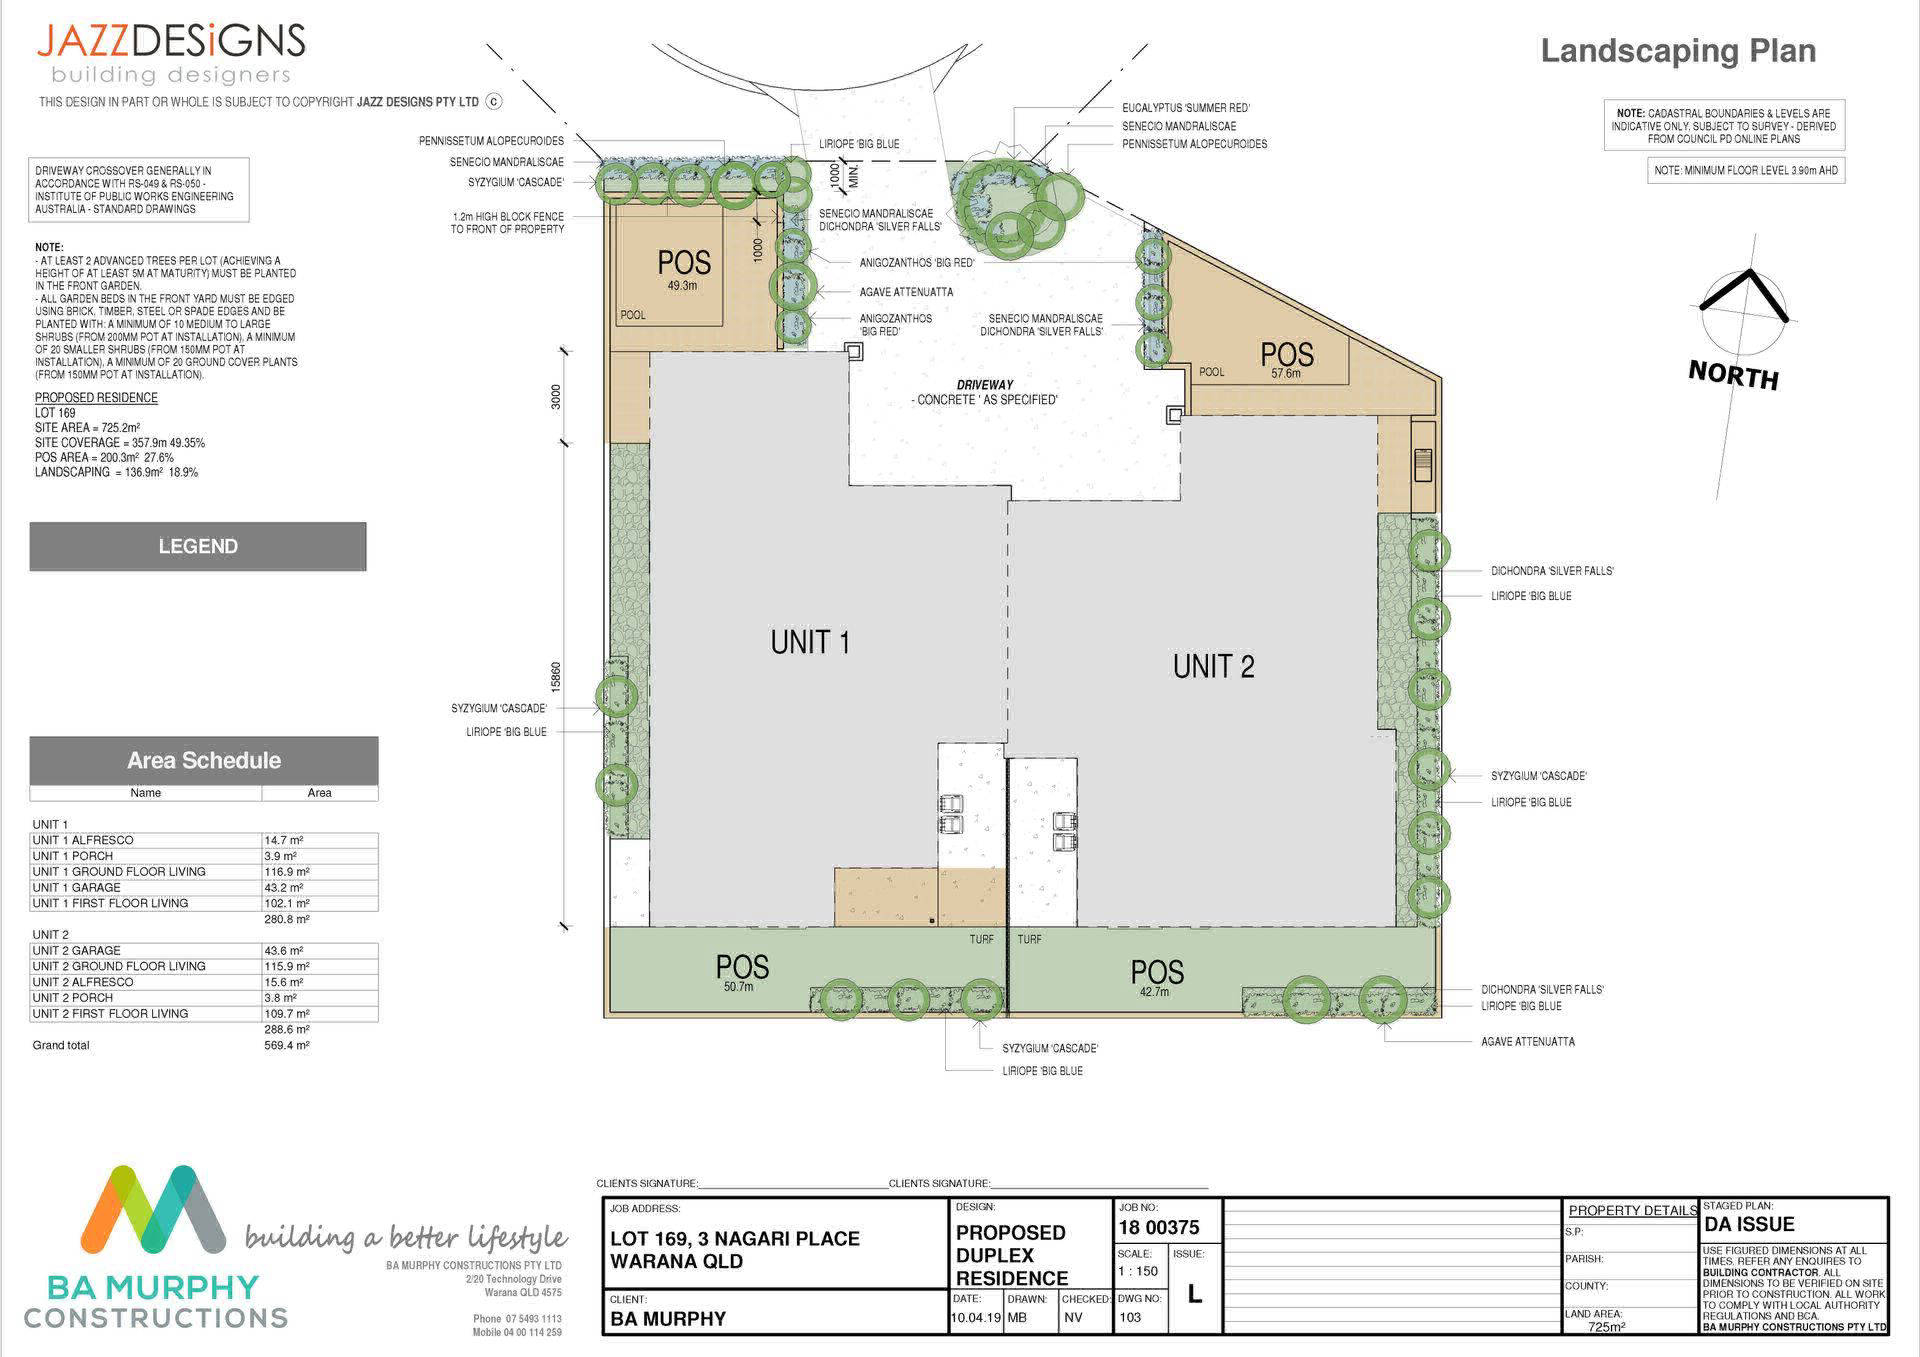 JAZZDESiGNS
building designers
THIS DESIGN IN PART OR WHOLE IS SUBJECT TO COPYRIGHT JAZZ DESIGNS PTY LTD C
Landscaping Plan
NOTE: CADASTRAL BOUNDARIES & LEVELS ARE
INDICATIVE ONLY. SUBJECT TO SURVEY - DERIVED
FROM COUNCIL PD ONLINE PLANS
NOTE: MINIMUM FLOOR LEVEL 3.90m AHD
NORTH
DRIVEWAY CROSSOVER GENERALLY IN
ACCORDANCE WITH RS-049 & RS-050 -
INSTITUTE OF PUBLIC WORKS ENGINEERING
AUSTRALIA - STANDARD DRAWINGS
NOTE:
- AT LEAST 2 ADVANCED TREES PER LOT (ACHIEVING A
HEIGHT OF AT LEAST 5M AT MATURITY) MUST BE PLANTED
IN THE FRONT GARDEN.
- ALL GARDEN BEDS IN THE FRONT YARD MUST BE EDGED
USING BRICK, TIMBER, STEEL OR SPADE EDGES AND BE
PLANTED WITH: A MINIMUM OF 10 MEDIUM TO LARGE
SHRUBS (FROM 200MM POT AT INSTALLATION), A MINIMUM
OF 20 SMALLER SHRUBS (FROM 150MM POT AT
INSTALLATION), A MINIMUM OF 20 GROUND COVER PLANTS
(FROM 150MM POT AT INSTALLATION).
PROPOSED RESIDENCE
LOT 169
SITE AREA = 725.2m²
SITE COVERAGE = 357.9m 49.35%
POS AREA = 200.3m² 27.6%
LANDSCAPING = 136.9m² 18.9%
LEGEND
Area Schedule
Name Area
UNIT 1
UNIT 1 ALFRESCO 14.7 m²
UNIT 1 PORCH 3.9 m²
UNIT 1 GROUND FLOOR LIVING 116.9 m²
UNIT 1 GARAGE 43.2 m²
UNIT 1 FIRST FLOOR LIVING 102.1 m²
280.8 m²
UNIT 2
UNIT 2 GARAGE 43.6 m²
UNIT 2 GROUND FLOOR LIVING 115.9 m²
UNIT 2 ALFRESCO 15.6 m²
UNIT 2 PORCH 3.8 m²
UNIT 2 FIRST FLOOR LIVING 109.7 m²
288.6 m²
Grand total 569.4 m²
PENNISSETUM ALOPECUROIDES
SENECIO MANDRALISCAE
SYZYGIUM 'CASCADE'
1.2m HIGH BLOCK FENCE
TO FRONT OF PROPERTY
LIRIOPE 'BIG BLUE
1000
MIN.
EUCALYPTUS 'SUMMER RED'
SENECIO MANDRALISCAE
PENNISSETUM ALOPECUROIDES
SENECIO MANDRALISCAE
DICHONDRA 'SILVER FALLS'
1000
POS
49.3m
POOL
ANIGOZANTHOS 'BIG RED'
AGAVE ATTENUATTA
ANIGOZANTHOS
'BIG RED'
SENECIO MANDRALISCAE
DICHONDRA 'SILVER FALLS'
POS
57.6m
POOL
DRIVEWAY
- CONCRETE ' AS SPECIFIED'
3000
15860
UNIT 1
UNIT 2
DICHONDRA 'SILVER FALLS'
LIRIOPE 'BIG BLUE
SYZYGIUM 'CASCADE'
LIRIOPE 'BIG BLUE
SYZYGIUM 'CASCADE'
LIRIOPE 'BIG BLUE
TURF
TURF
POS
50.7m
POS
42.7m
DICHONDRA 'SILVER FALLS'
LIRIOPE 'BIG BLUE
AGAVE ATTENUATTA
SYZYGIUM 'CASCADE'
LIRIOPE 'BIG BLUE
BA MURPHY
CONSTRUCTIONS
building a better lifestyle
BA MURPHY CONSTRUCTIONS PTY LTD
2/20 Technology Drive
Warana QLD 4575
Phone 07 5493 1113
Mobile 04 00 114 259
CLIENTS SIGNATURE: CLIENTS SIGNATURE:
JOB ADDRESS:
LOT 169, 3 NAGARI PLACE
WARANA QLD
CLIENT:
BA MURPHY
DESIGN:
PROPOSED
DUPLEX
RESIDENCE
DATE:
10.04.19
DRAWN:
MB
CHECKED:
NV
JOB NO:
18 00375
SCALE:
1 : 150
ISSUE:
L
DWG NO:
103
PROPERTY DETAILS
S.P:
PARISH:
COUNTY:
LAND AREA:
725m²
STAGED PLAN:
DA ISSUE
USE FIGURED DIMENSIONS AT ALL
TIMES. REFER ANY ENQUIRES TO
BUILDING CONTRACTOR. ALL
DIMENSIONS TO BE VERIFIED ON SITE
PRIOR TO CONSTRUCTION. ALL WORK
TO COMPLY WITH LOCAL AUTHORITY
REGULATIONS AND BCA.
BA MURPHY CONSTRUCTIONS PTY LTD